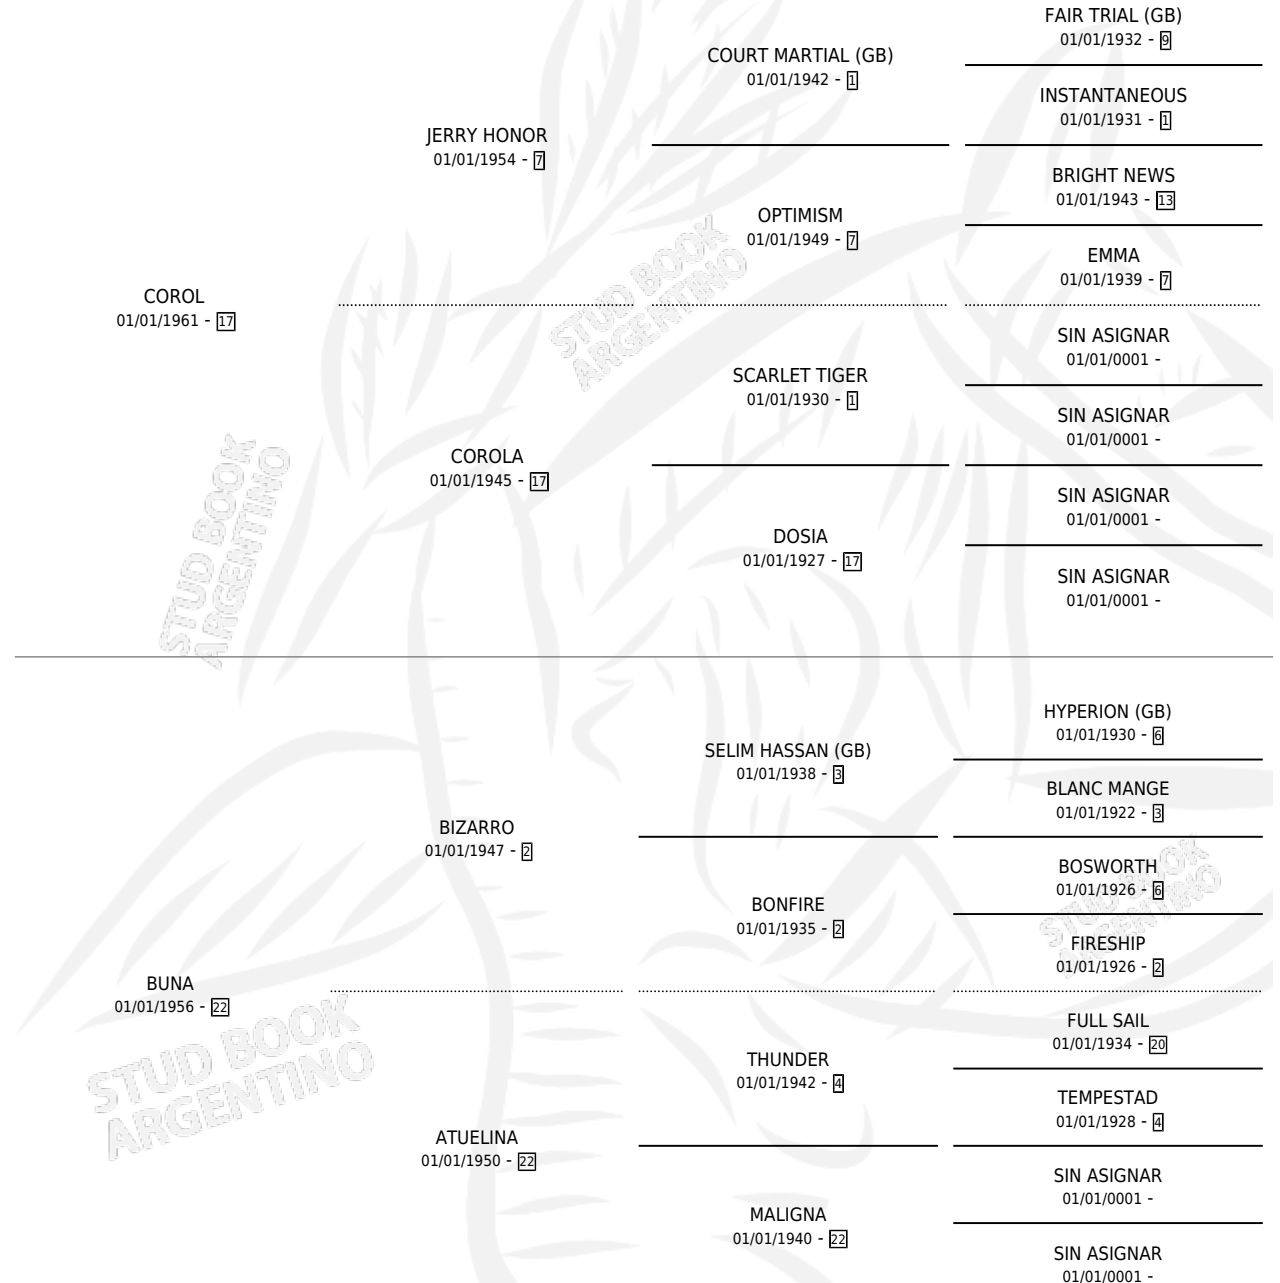 FAIR TRIAL (GB)
01/01/1932 - 9
COURT MARTIAL (GB)
01/01/1942 - 1
INSTANTANEOUS
01/01/1931 - 1
JERRY HONOR
01/01/1954 - 7
BRIGHT NEWS
01/01/1943 - 13
OPTIMISM
01/01/1949 - 7
EMMA
01/01/1939 - 7
COROL
01/01/1961 - 17
SIN ASIGNAR
01/01/0001 -
SCARLET TIGER
01/01/1930 - 1
SIN ASIGNAR
01/01/0001 -
COROLA
01/01/1945 - 17
SIN ASIGNAR
01/01/0001 -
DOSIA
01/01/1927 - 17
SIN ASIGNAR
01/01/0001 -
HYPERION (GB)
01/01/1930 - 6
SELIM HASSAN (GB)
01/01/1938 - 3
BLANC MANGE
01/01/1922 - 3
BIZARRO
01/01/1947 - 2
BOSWORTH
01/01/1926 - 6
BONFIRE
01/01/1935 - 2
FIRESHIP
01/01/1926 - 2
BUNA
01/01/1956 - 22
FULL SAIL
01/01/1934 - 20
THUNDER
01/01/1942 - 4
TEMPESTAD
01/01/1928 - 4
ATUELINA
01/01/1950 - 22
SIN ASIGNAR
01/01/0001 -
MALIGNA
01/01/1940 - 22
SIN ASIGNAR
01/01/0001 -
STUD BOOK
ARGENTINO
STUD BOOK
ARGENTINO
STUD BOOK
ARGENTINO
STUD BOOK
ARGENTINO